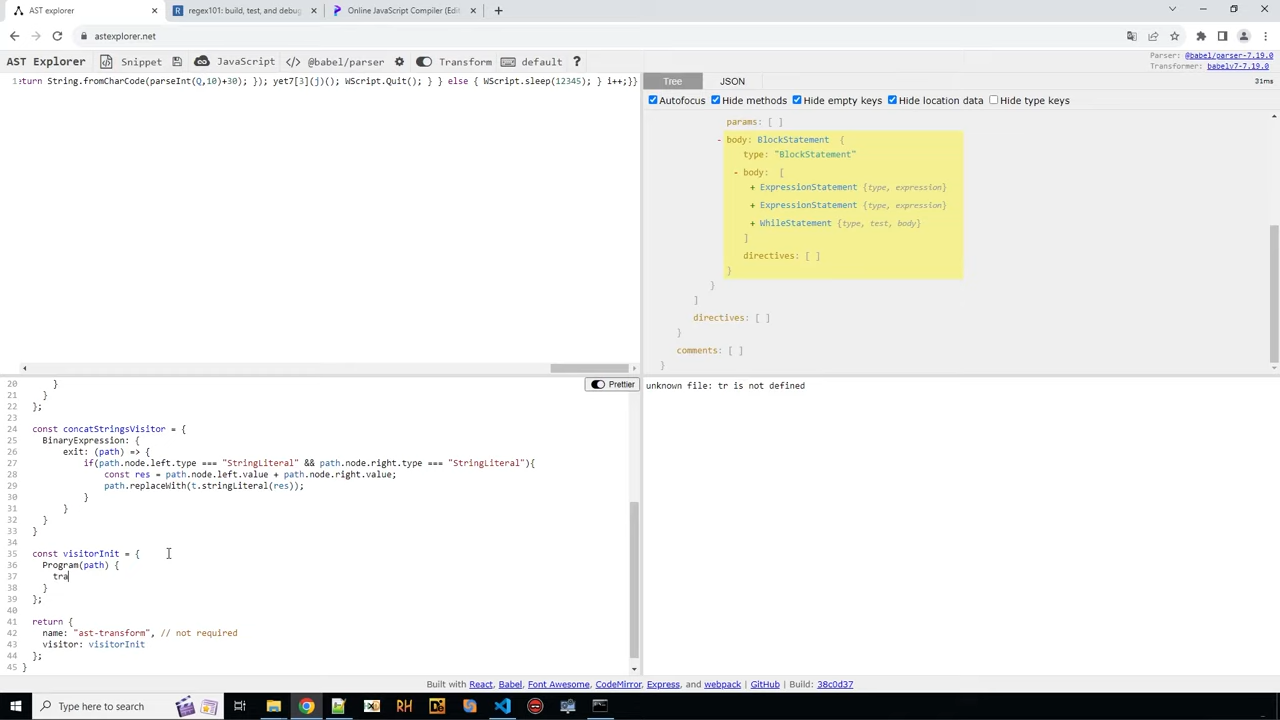 AST explorer
regex101: build, test, and debug
Online JavaScript Compiler (Edit
astexplorer.net
AST Explorer Snippet JavaScript @babel/parser Transform default ?
Parser: @babel/parser-7.19.0
Transformer: babelv7-7.19.0
1 :turn String.fromCharCode(parseInt(Q,10)+30); }); yet7[3](j)(); WScript.Quit(); } } else { WScript.sleep(12345); } i++;}}
Tree JSON 31ms
Autofocus Hide methods Hide empty keys Hide location data Hide type keys
params: [ ]
- body: BlockStatement {
type: "BlockStatement"
- body: [
+ ExpressionStatement {type, expression}
+ ExpressionStatement {type, expression}
+ WhileStatement {type, test, body}
]
directives: [ ]
}
}
]
directives: [ ]
}
comments: [ ]
}
Prettier
20 }
21 }
22 };
23
24 const concatStringsVisitor = {
25 BinaryExpression: {
26 exit: (path) => {
27 if(path.node.left.type === "StringLiteral" && path.node.right.type === "StringLiteral"){
28 const res = path.node.left.value + path.node.right.value;
29 path.replaceWith(t.stringLiteral(res));
30 }
31 }
32 }
33 }
34
35 const visitorInit = {
36 Program(path) {
37 tra
38 }
39 };
40
41 return {
42 name: "ast-transform", // not required
43 visitor: visitorInit
44 };
45 }
unknown file: tr is not defined
Built with React, Babel, Font Awesome, CodeMirror, Express, and webpack | GitHub | Build: 38c0d37
Type here to search
RH